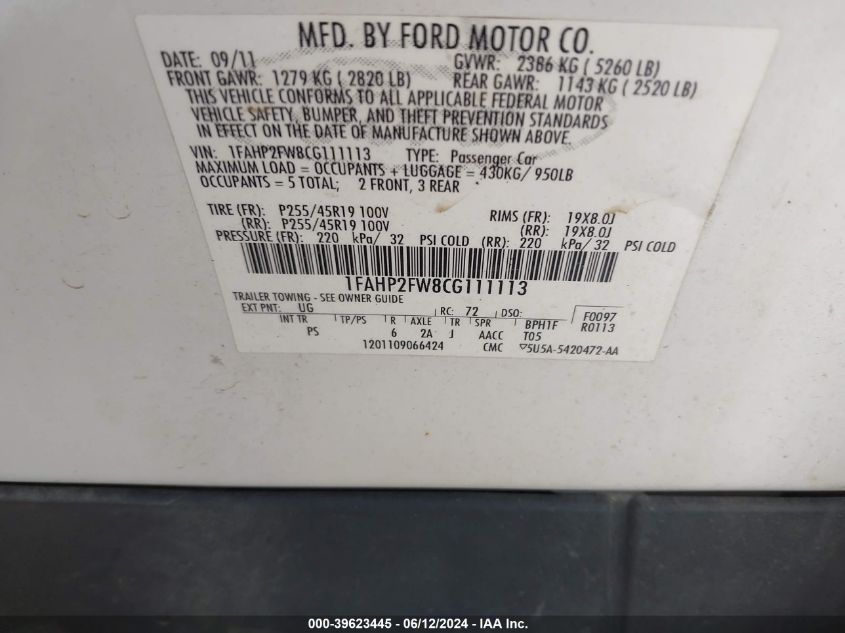 MFD. BY FORD MOTOR CO.
DATE: 09/11 GVWR: 2386 KG ( 5260 LB)
FRONT GAWR: 1279 KG ( 2820 LB) REAR GAWR: 1143 KG ( 2520 LB)
THIS VEHICLE CONFORMS TO ALL APPLICABLE FEDERAL MOTOR
VEHICLE SAFETY, BUMPER, AND THEFT PREVENTION STANDARDS
IN EFFECT ON THE DATE OF MANUFACTURE SHOWN ABOVE.
VIN: 1FAHP2FW8CG111113 TYPE: Passenger Car
MAXIMUM LOAD = OCCUPANTS + LUGGAGE = 430KG/ 950LB
OCCUPANTS = 5 TOTAL; 2 FRONT, 3 REAR
TIRE (FR): P255/45R19 100V RIMS (FR): 19X8.0J
(RR): P255/45R19 100V (RR): 19X8.0J
PRESSURE (FR): 220 kPa/ 32 PSI COLD (RR): 220 kPa/ 32 PSI COLD
1FAHP2FW8CG111113
TRAILER TOWING - SEE OWNER GUIDE
EXT PNT: UG RC: 72 DSO: F0097
INT TR TP/PS R AXLE TR SPR BPH1F R0113
PS 6 2A J AACC T05
1201109066424 CMC ▽5U5A-5420472-AA
000-39623445 - 06/12/2024 - IAA Inc.